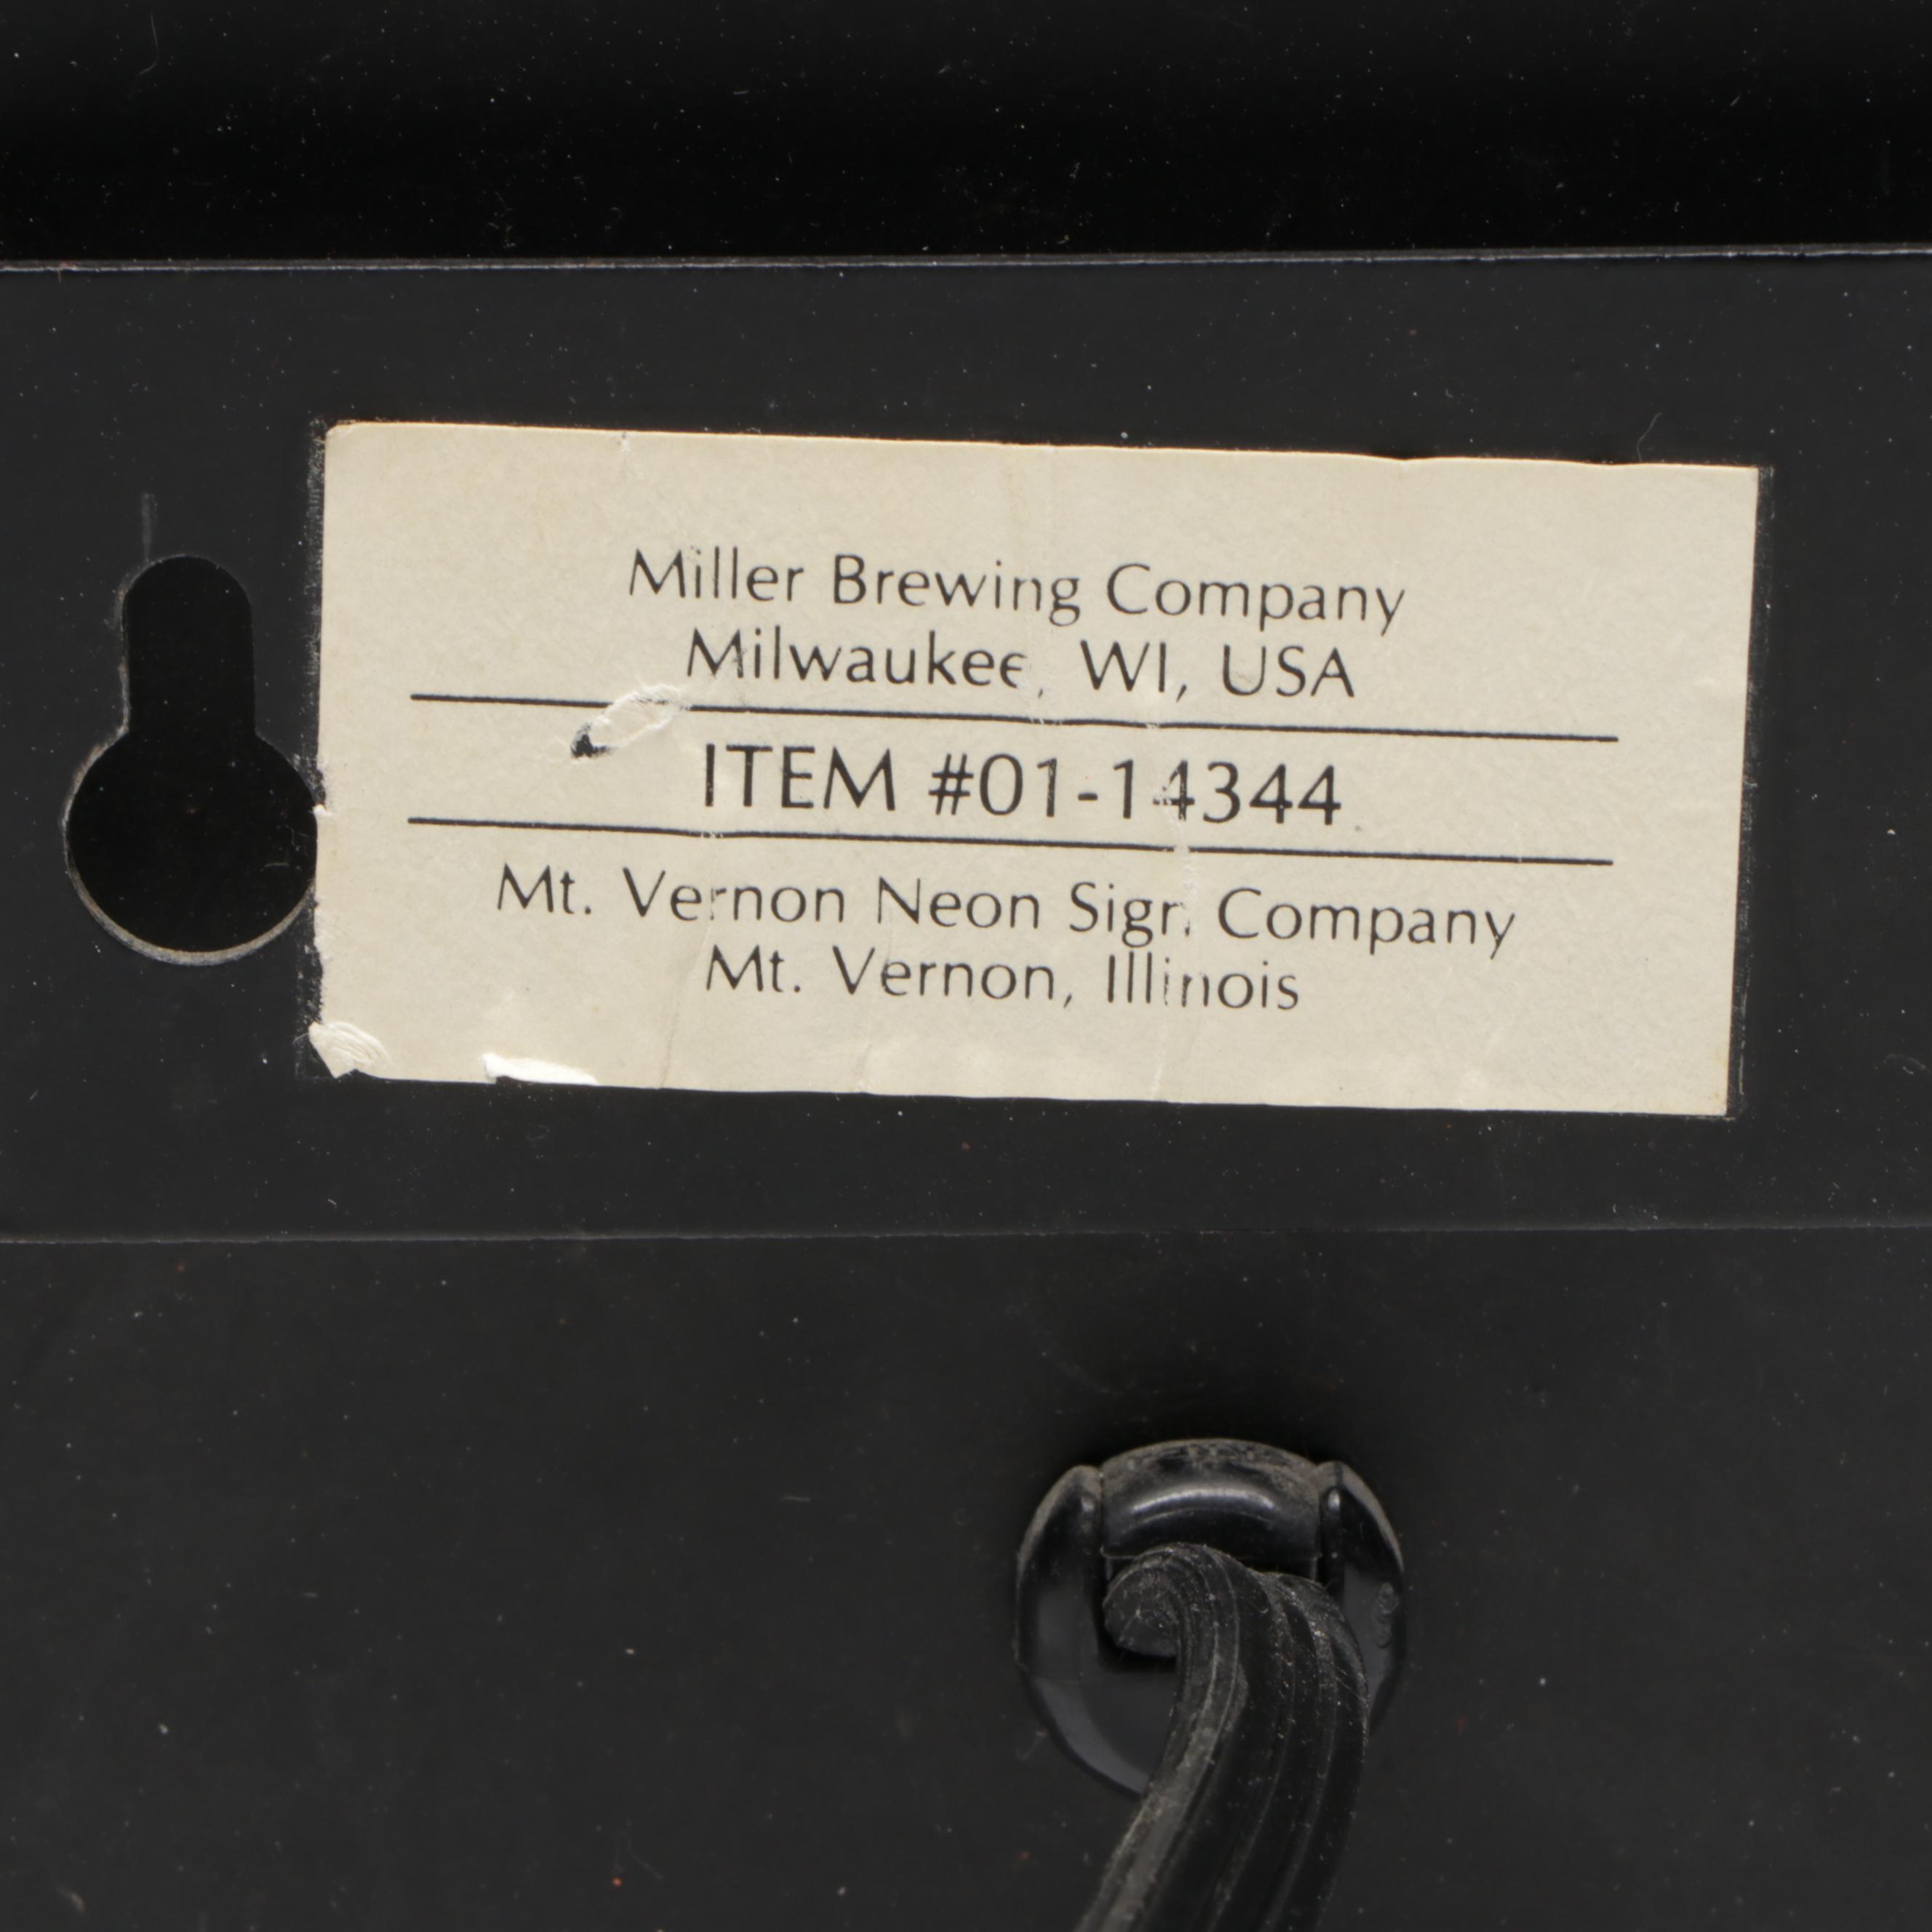 Miller Brewing Company
Milwaukee, WI, USA
ITEM #01-14344
Mt. Vernon Neon Sign Company
Mt. Vernon, Illinois